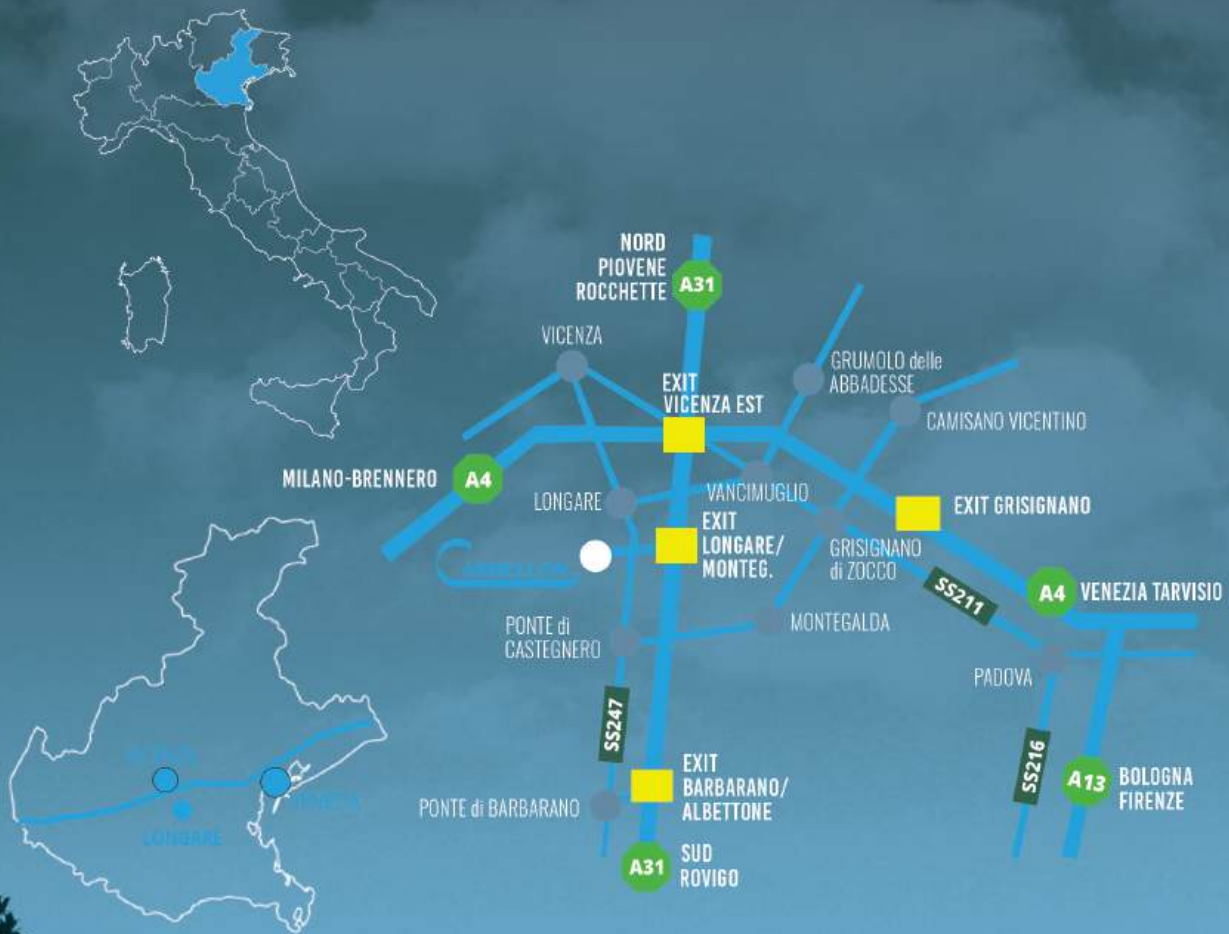 NORD
PIOVENE
ROCCHETTE
A31
VICENZA
GRUMOLO delle
ABBADESSE
EXIT
VICENZA EST
CAMISANO VICENTINO
MILANO-BRENNERO
A4
LONGARE
VANCIMUGLIO
EXIT GRISIGNANO
EXIT
LONGARE/
MONTEG.
GRISIGNANO
di ZOCCO
SS211
A4
VENEZIA TARVISIO
PONTE di
CASTEGNERO
MONTEGALDA
PADOVA
SS247
SS216
EXIT
BARBARANO/
ALBETTONE
A13
BOLOGNA
FIRENZE
PONTE di BARBARANO
A31
SUD
ROVIGO
LONGARE